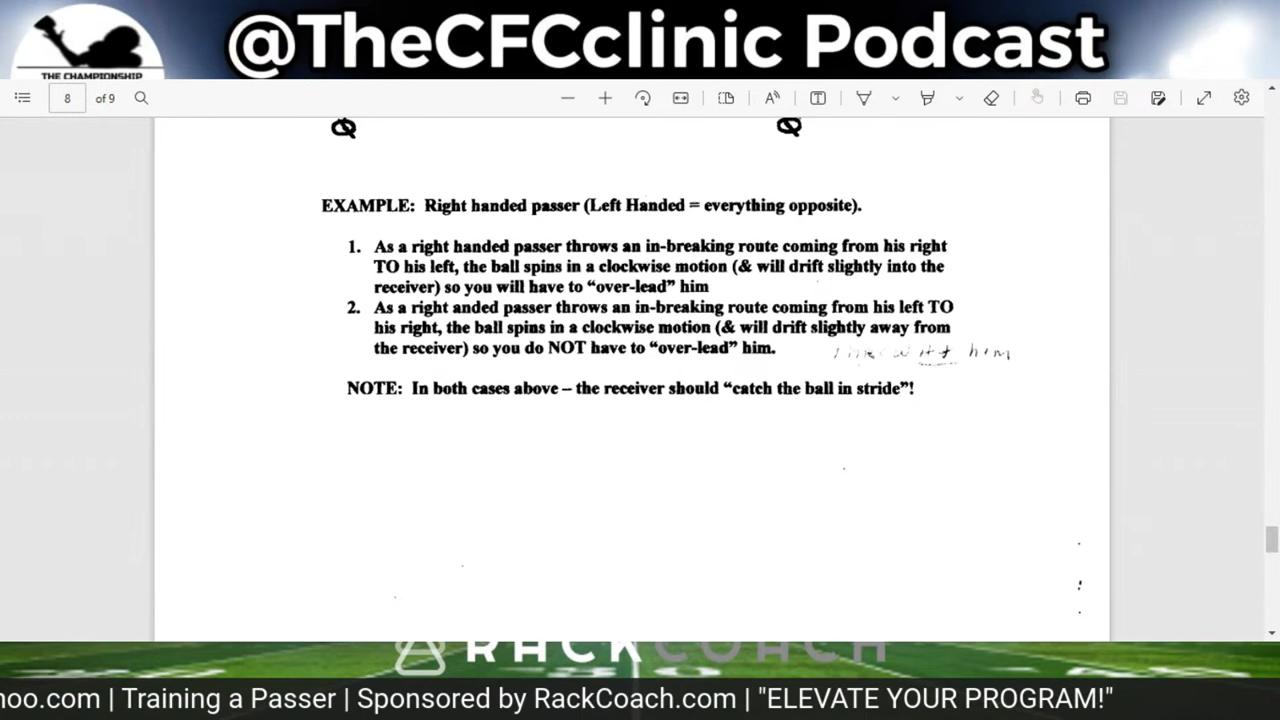 @TheCFCclinic Podcast
THE CHAMPIONSHIP
8 of 9
EXAMPLE: Right handed passer (Left Handed = everything opposite).
1. As a right handed passer throws an in-breaking route coming from his right
TO his left, the ball spins in a clockwise motion (& will drift slightly into the
receiver) so you will have to “over-lead” him
2. As a right anded passer throws an in-breaking route coming from his left TO
his right, the ball spins in a clockwise motion (& will drift slightly away from
the receiver) so you do NOT have to “over-lead” him.
him
NOTE: In both cases above – the receiver should “catch the ball in stride”!
RACKCOACH
hoo.com | Training a Passer | Sponsored by RackCoach.com | "ELEVATE YOUR PROGRAM!"